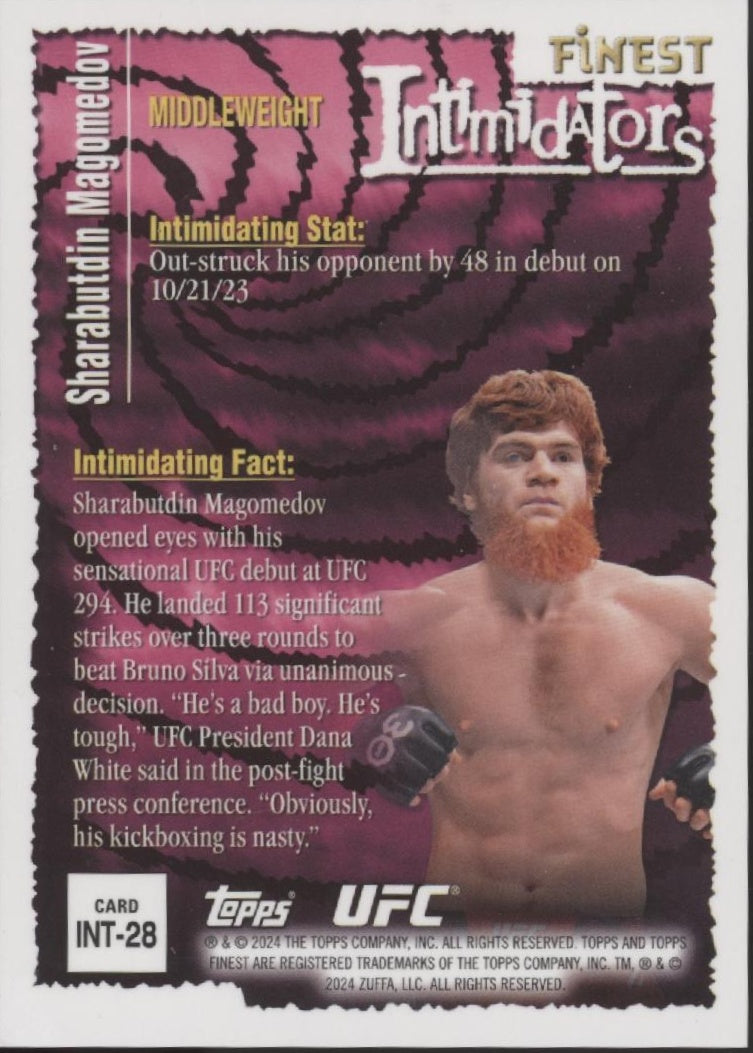 FiNEST
Intimidators
Sharabutdin Magomedov
MIDDLEWEIGHT
Intimidating Stat:
Out-struck his opponent by 48 in debut on
10/21/23
Intimidating Fact:
Sharabutdin Magomedov
opened eyes with his
sensational UFC debut at UFC
294. He landed 113 significant
strikes over three rounds to
beat Bruno Silva via unanimous
decision. “He’s a bad boy. He’s
tough,” UFC President Dana
White said in the post-fight
press conference. “Obviously,
his kickboxing is nasty.”
CARD
INT-28
Topps® UFC®
® & © 2024 THE TOPPS COMPANY, INC. ALL RIGHTS RESERVED. TOPPS AND TOPPS
FINEST ARE REGISTERED TRADEMARKS OF THE TOPPS COMPANY, INC. TM, ® & ©
2024 ZUFFA, LLC. ALL RIGHTS RESERVED.